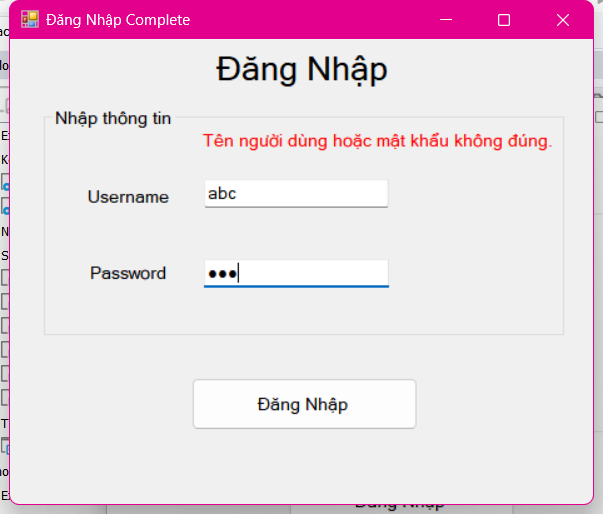 Đăng Nhập Complete
Đăng Nhập
Nhập thông tin
Tên người dùng hoặc mật khẩu không đúng.
Username
abc
Password
●●●
Đăng Nhập